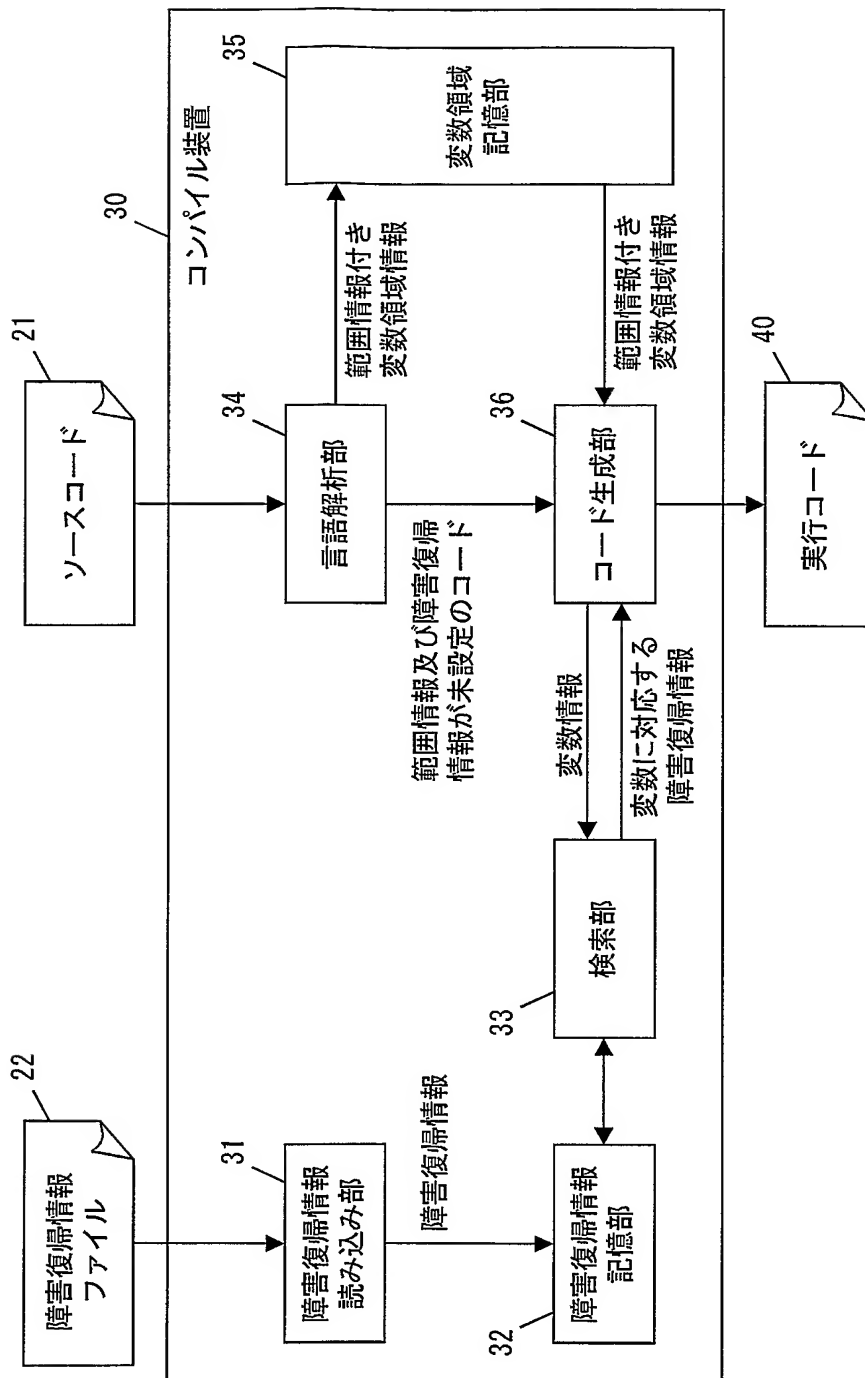 22
障害復帰情報
ファイル
21
ソースコード
30
コンパイル装置
31
障害復帰情報
読み込み部
34
言語解析部
範囲情報付き
変数領域情報
35
変数領域
記憶部
障害復帰情報
範囲情報及び障害復帰
情報が未設定のコード
32
障害復帰情報
記憶部
33
検索部
変数情報
変数に対応する
障害復帰情報
36
コード生成部
範囲情報付き
変数領域情報
40
実行コード